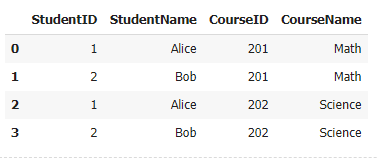 StudentID StudentName CourseID CourseName
0 1 Alice 201 Math
1 2 Bob 201 Math
2 1 Alice 202 Science
3 2 Bob 202 Science